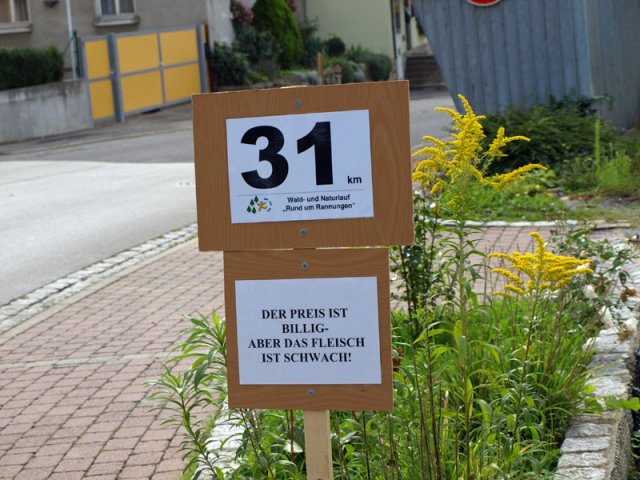 31
km
Wald- und Naturlauf
„Rund um Rannungen"
DER PREIS IST
BILLIG-
ABER DAS FLEISCH
IST SCHWACH!